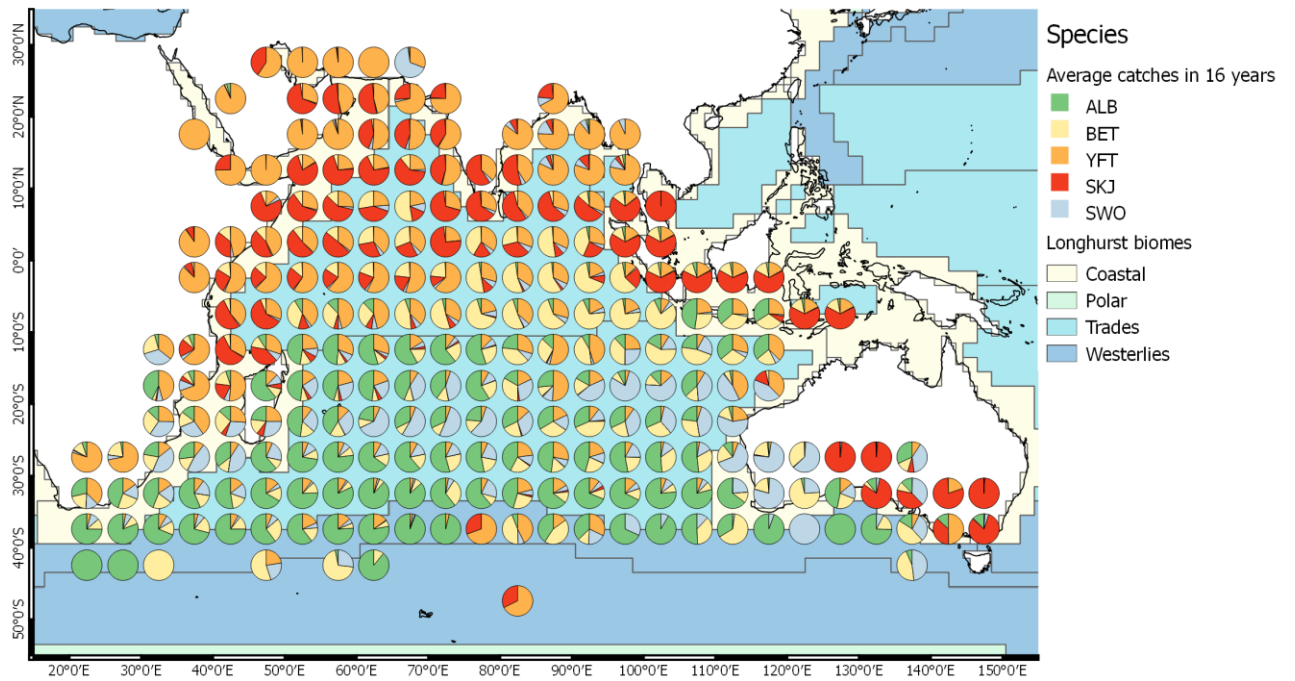 Species
Average catches in 16 years
ALB
BET
YFT
SKJ
SWO
Longhurst biomes
Coastal
Polar
Trades
Westerlies
30°0'N
20°0'N
10°0'N
0°0'
10°0'S
20°0'S
30°0'S
40°0'S
50°0'S
20°0'E 30°0'E 40°0'E 50°0'E 60°0'E 70°0'E 80°0'E 90°0'E 100°0'E 110°0'E 120°0'E 130°0'E 140°0'E 150°0'E